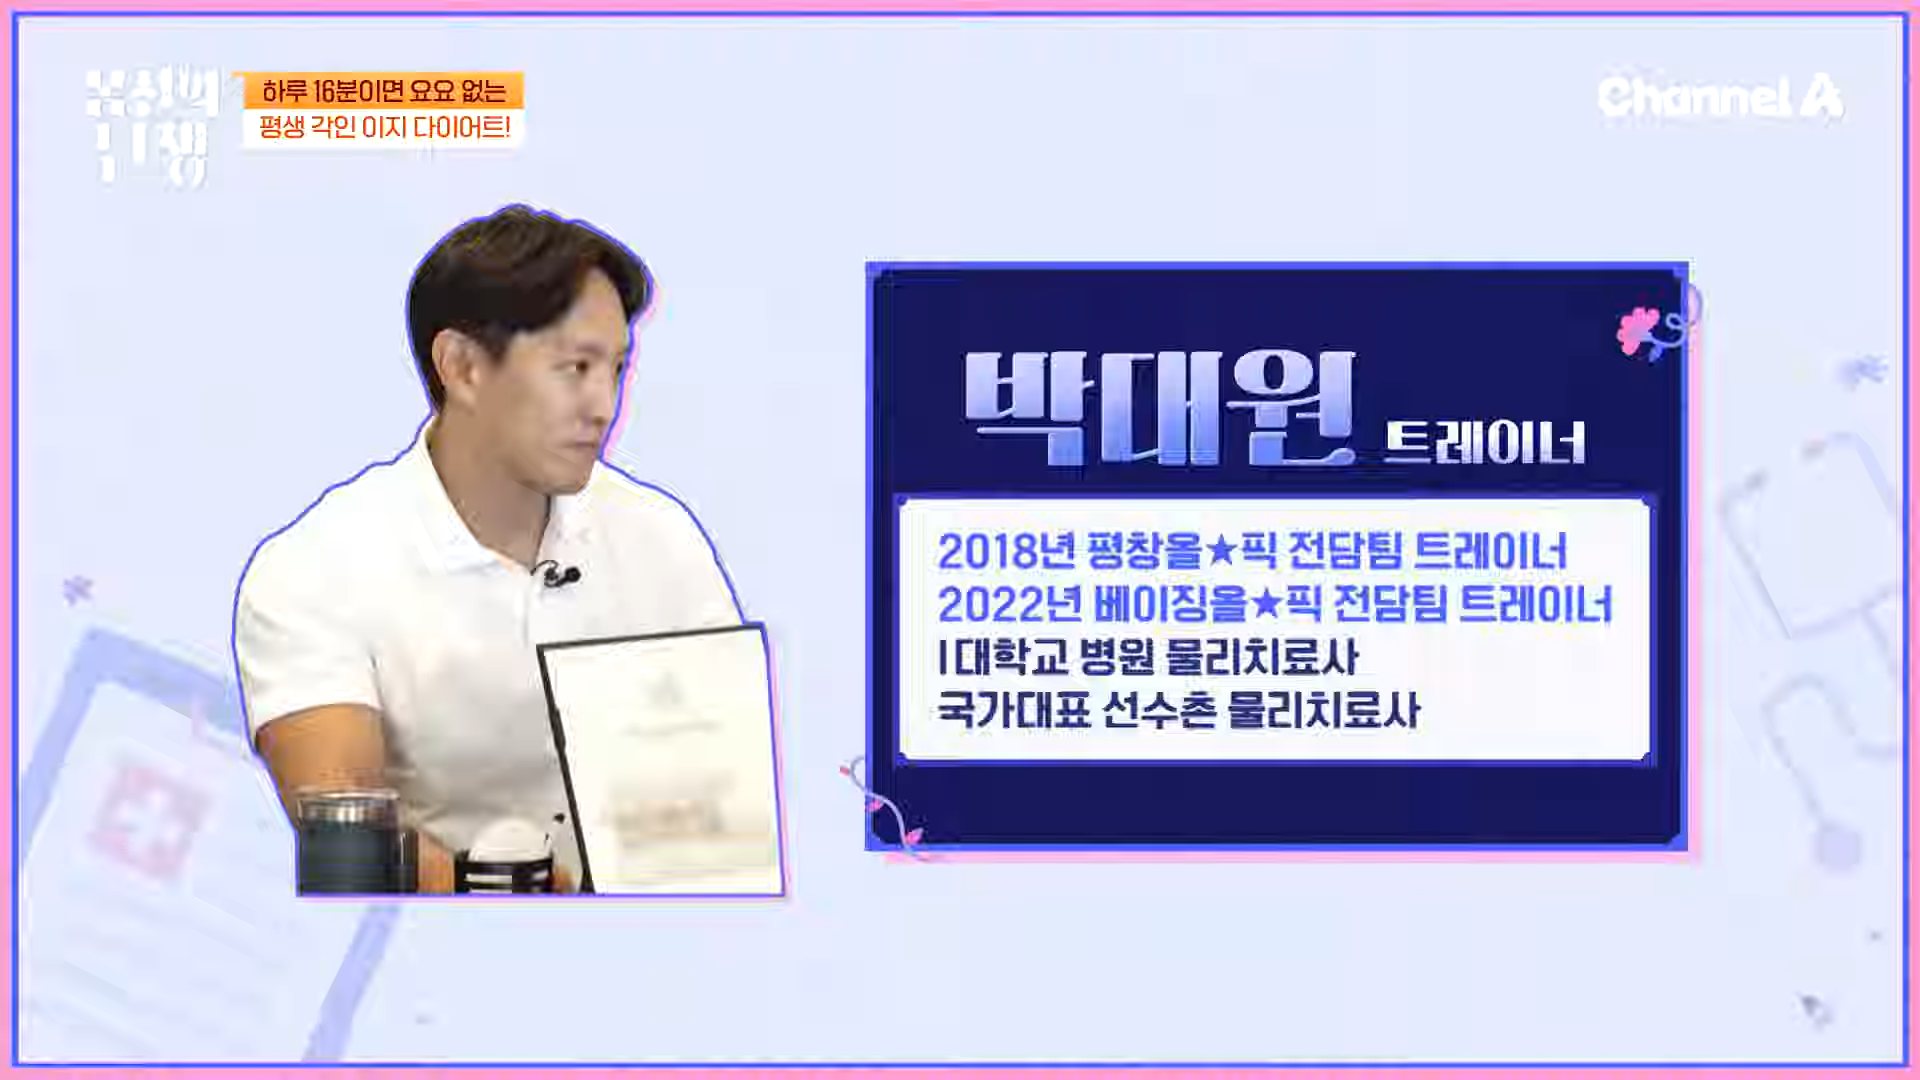 하루 16분이면 요요 없는
평생 각인 이지 다이어트!
Channel A
박대원 트레이너
2018년 평창올★픽 전담팀 트레이너
2022년 베이징올★픽 전담팀 트레이너
I대학교 병원 물리치료사
국가대표 선수촌 물리치료사